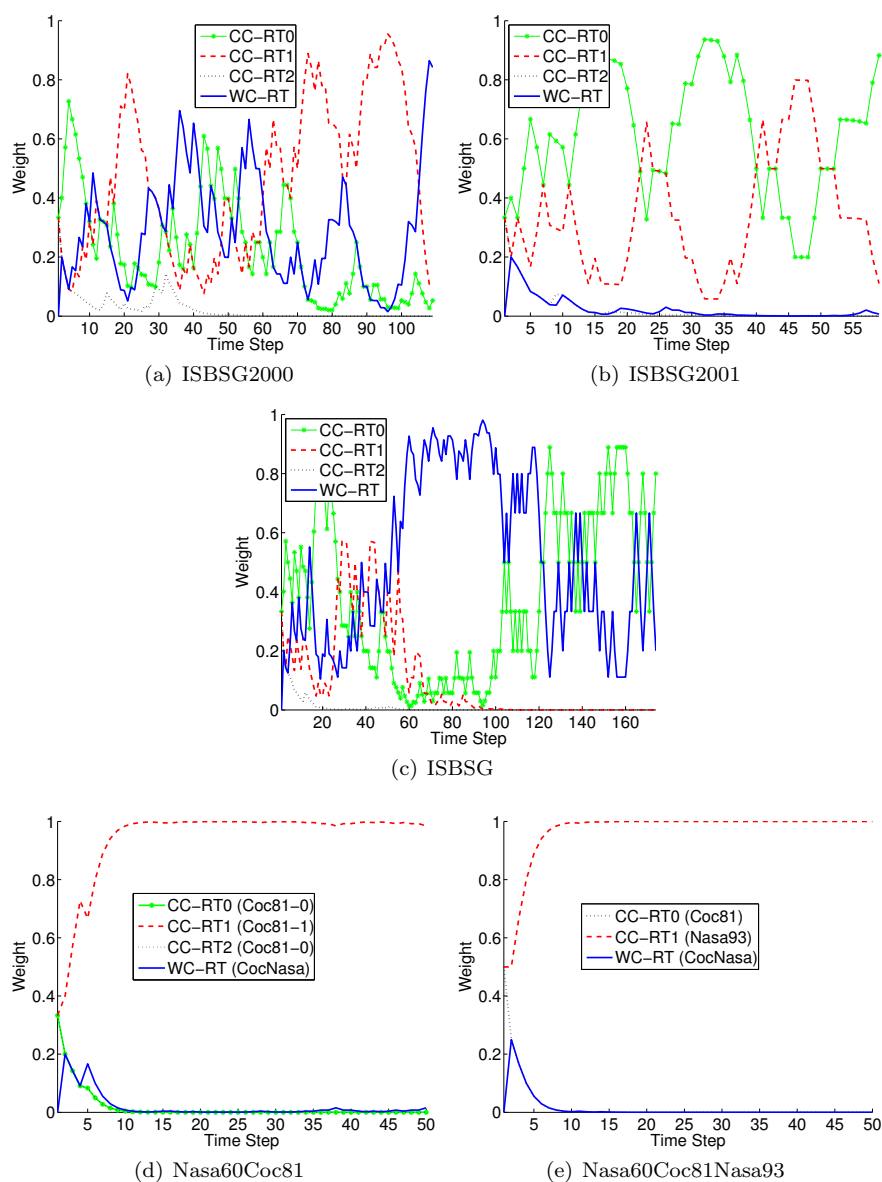 1
0.8
0.6
0.4
0.2
0
Weight
CC-RT0
CC-RT1
CC-RT2
WC-RT
10 20 30 40 50 60 70 80 90 100
Time Step
(a) ISBSG2000
1
0.8
0.6
0.4
0.2
0
Weight
CC-RT0
CC-RT1
CC-RT2
WC-RT
5 10 15 20 25 30 35 40 45 50 55
Time Step
(b) ISBSG2001
1
0.8
0.6
0.4
0.2
0
Weight
CC-RT0
CC-RT1
CC-RT2
WC-RT
20 40 60 80 100 120 140 160
Time Step
(c) ISBSG
1
0.8
0.6
0.4
0.2
0
Weight
CC-RT0 (Coc81-0)
CC-RT1 (Coc81-1)
CC-RT2 (Coc81-0)
WC-RT (CocNasa)
5 10 15 20 25 30 35 40 45 50
Time Step
(d) Nasa60Coc81
1
0.8
0.6
0.4
0.2
0
Weight
CC-RT0 (Coc81)
CC-RT1 (Nasa93)
WC-RT (CocNasa)
5 10 15 20 25 30 35 40 45 50
Time Step
(e) Nasa60Coc81Nasa93